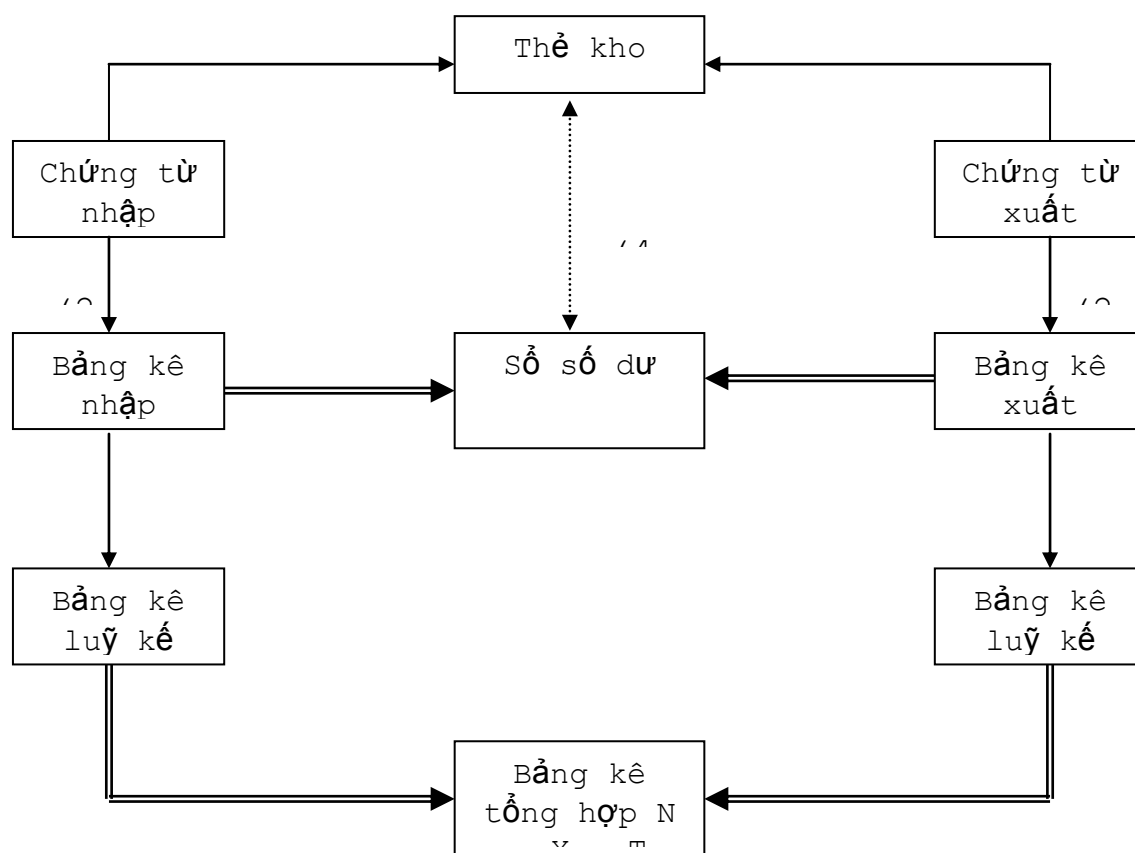 Thẻ kho
Chứng từ
nhập
Chứng từ
xuất
Bảng kê
nhập
Sổ số dư
Bảng kê
xuất
Bảng kê
luỹ kế
Bảng kê
luỹ kế
Bảng kê
tổng hợp N